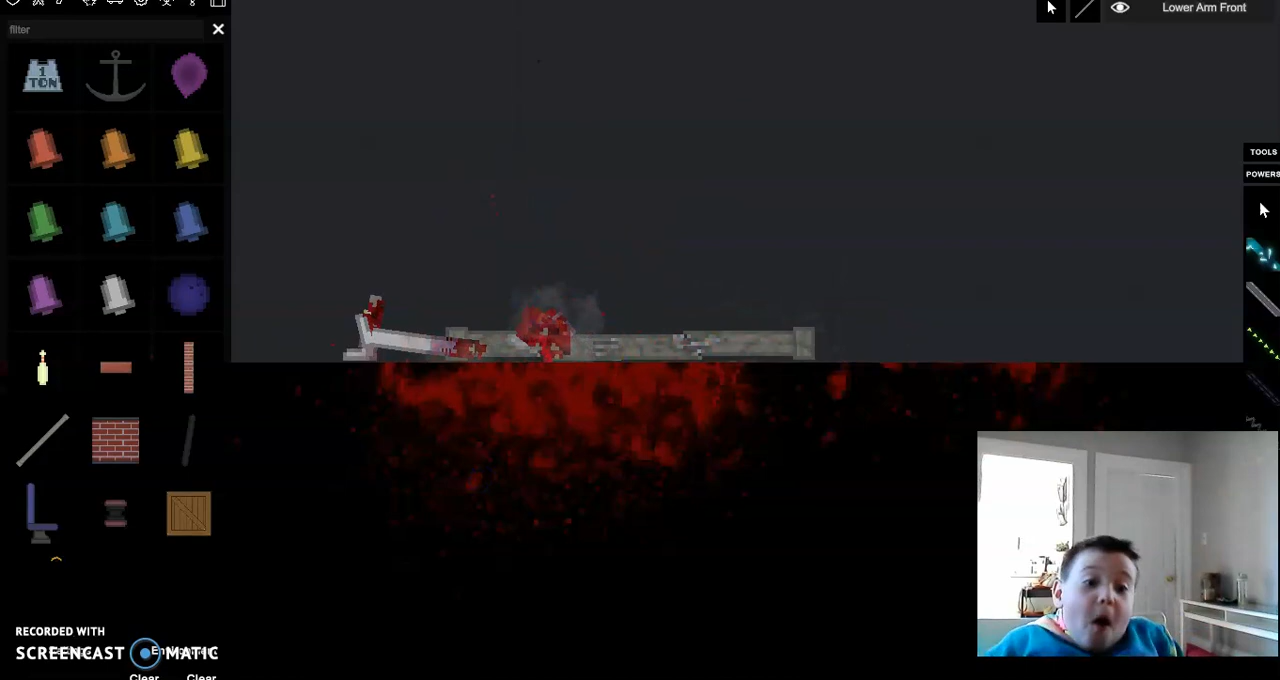 Lower Arm Front
filter
1
TON
TOOLS
POWERS
RECORDED WITH
SCREENCAST MATIC
Clear Clear